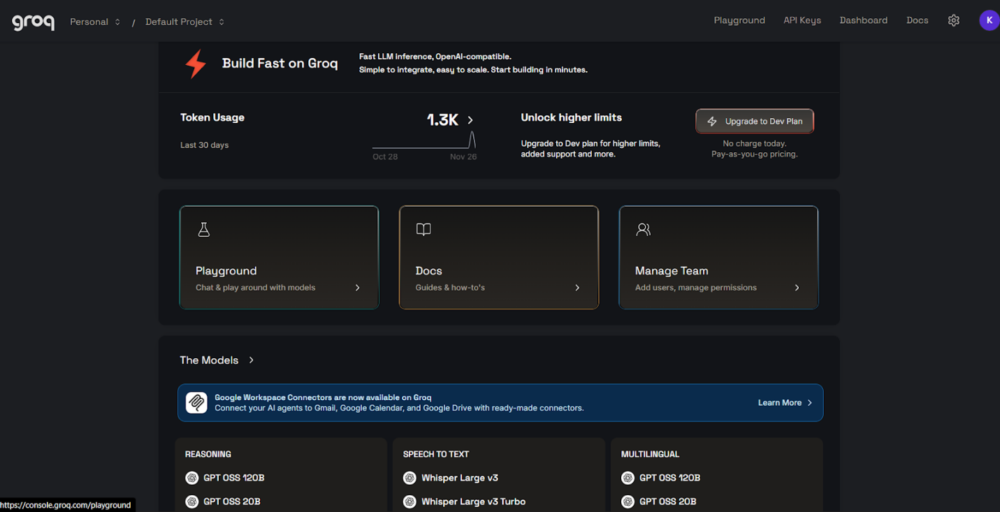 groq
Personal / Default Project
Playground
API Keys
Dashboard
Docs
K
Build Fast on Groq
Fast LLM inference, OpenAI-compatible.
Simple to integrate, easy to scale. Start building in minutes.
Token Usage
Last 30 days
1.3K
Oct 28
Nov 26
Unlock higher limits
Upgrade to Dev plan for higher limits,
added support and more.
Upgrade to Dev Plan
No charge today.
Pay-as-you-go pricing.
Playground
Chat & play around with models
Docs
Guides & how-to's
Manage Team
Add users, manage permissions
The Models
Google Workspace Connectors are now available on Groq
Connect your AI agents to Gmail, Google Calendar, and Google Drive with ready-made connectors.
Learn More
REASONING
GPT OSS 120B
GPT OSS 20B
SPEECH TO TEXT
Whisper Large v3
Whisper Large v3 Turbo
MULTILINGUAL
GPT OSS 120B
GPT OSS 20B
https://console.groq.com/playground